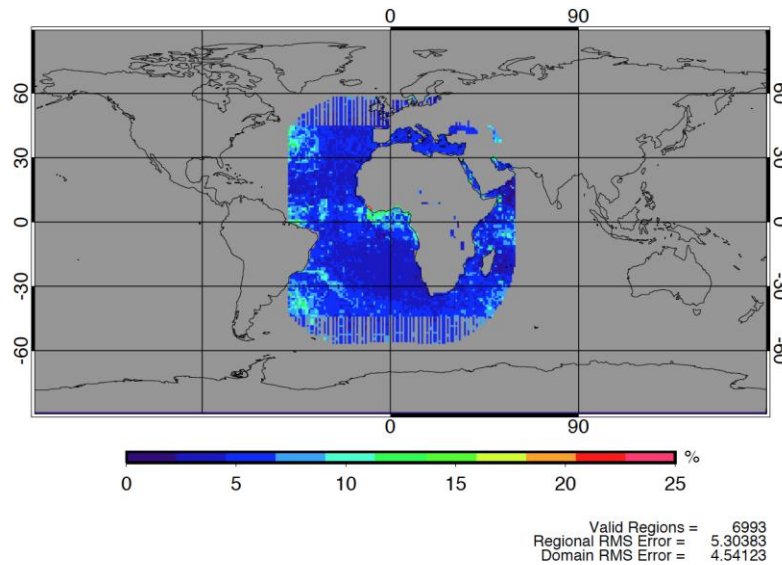 0 90
60 60
30 30
0 0
-30 -30
-60 -60
0 90
%
0 5 10 15 20 25
Valid Regions = 6993
Regional RMS Error = 5.30383
Domain RMS Error = 4.54123